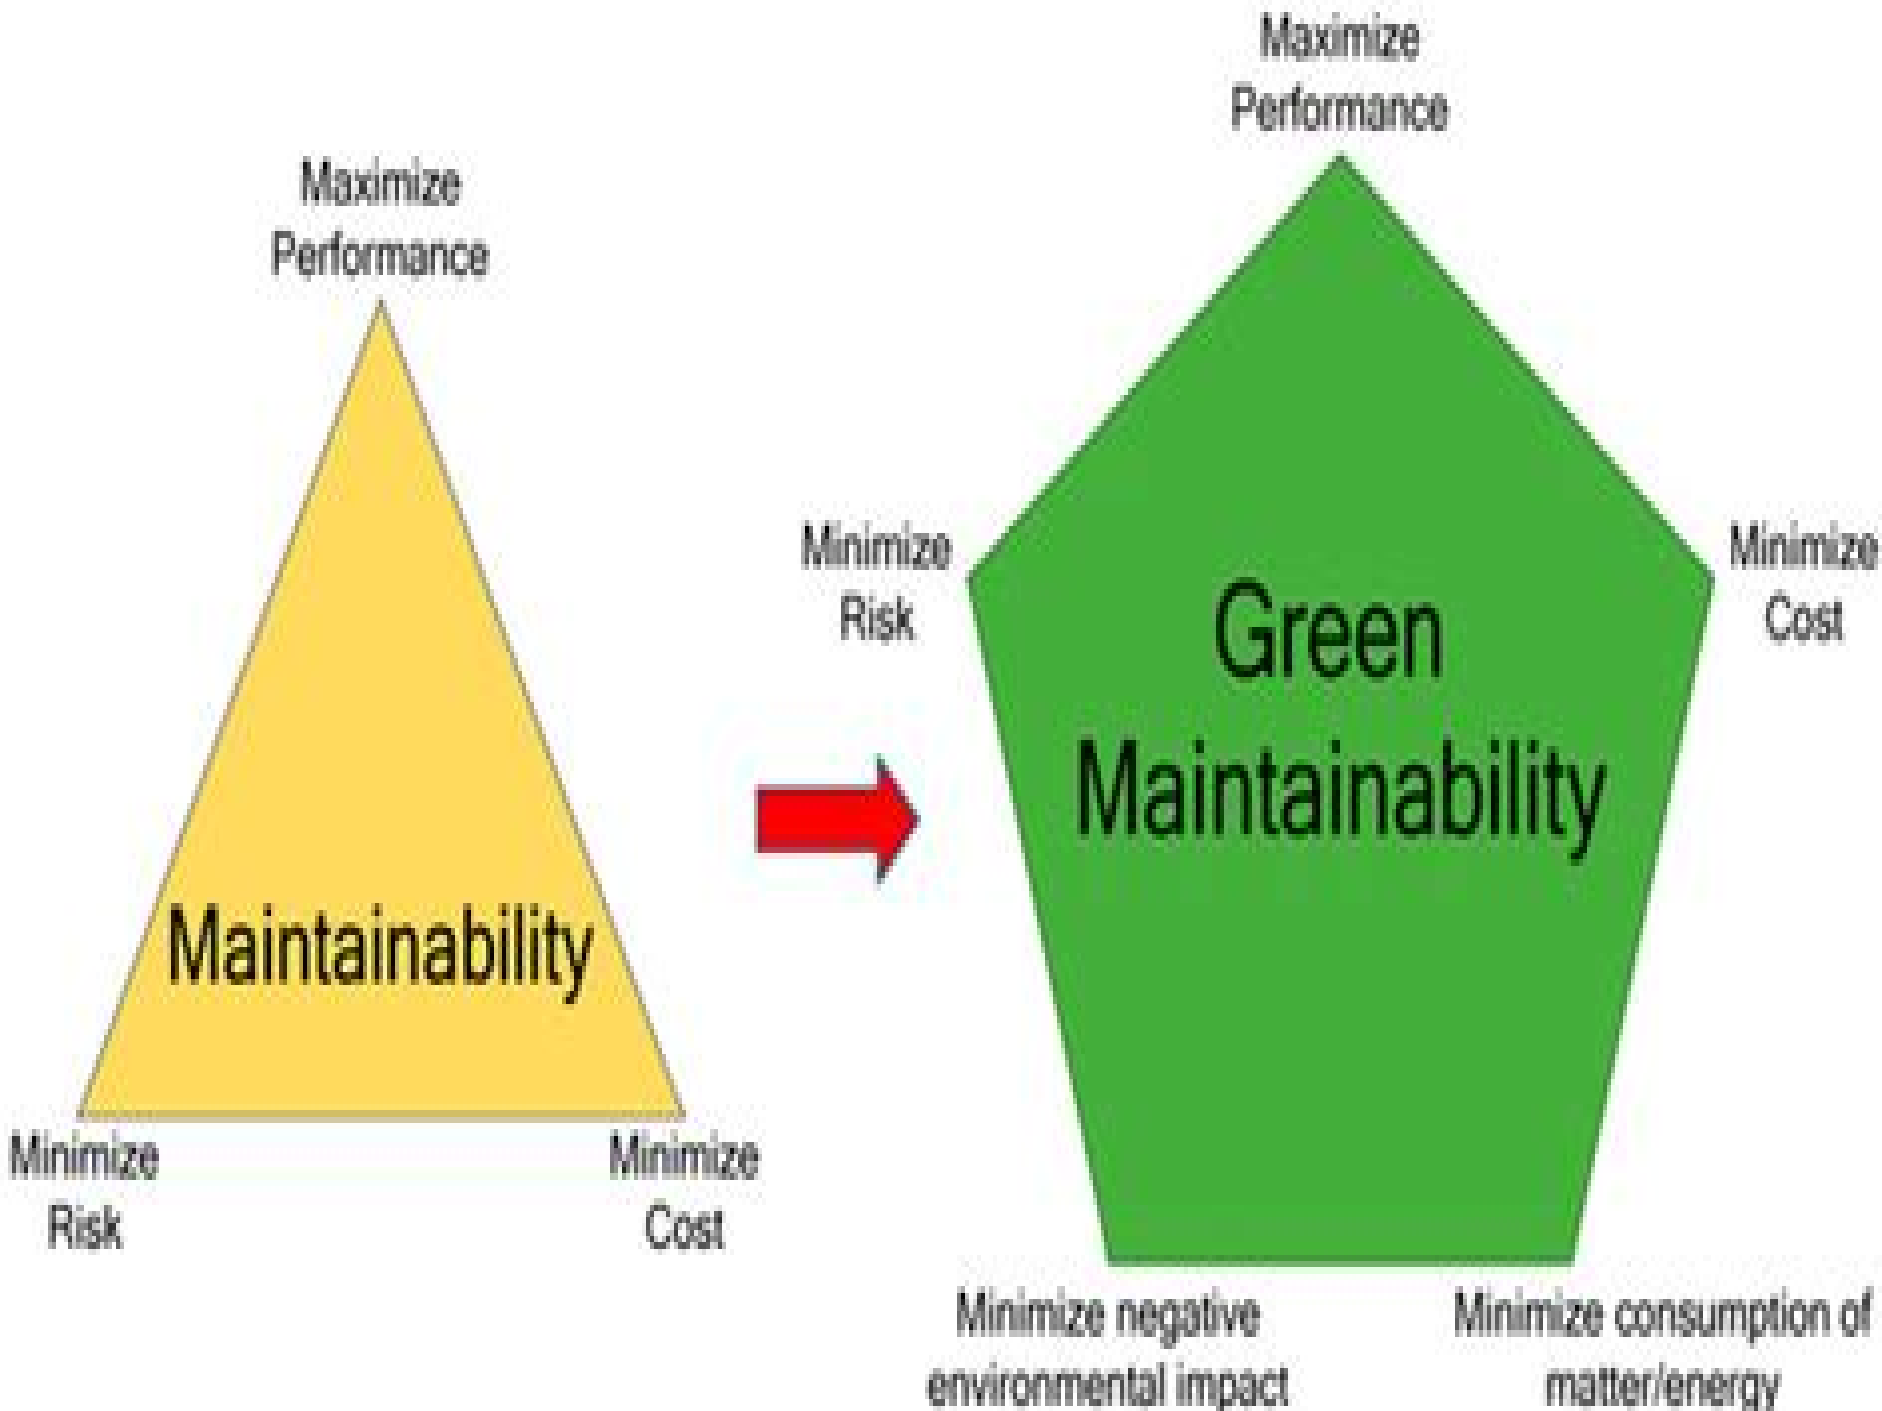 Maximize
Performance
Maintainability
Minimize
Risk
Minimize
Cost
Maximize
Performance
Minimize
Risk
Minimize
Cost
Green
Maintainability
Minimize negative
environmental impact
Minimize consumption of
matter/energy